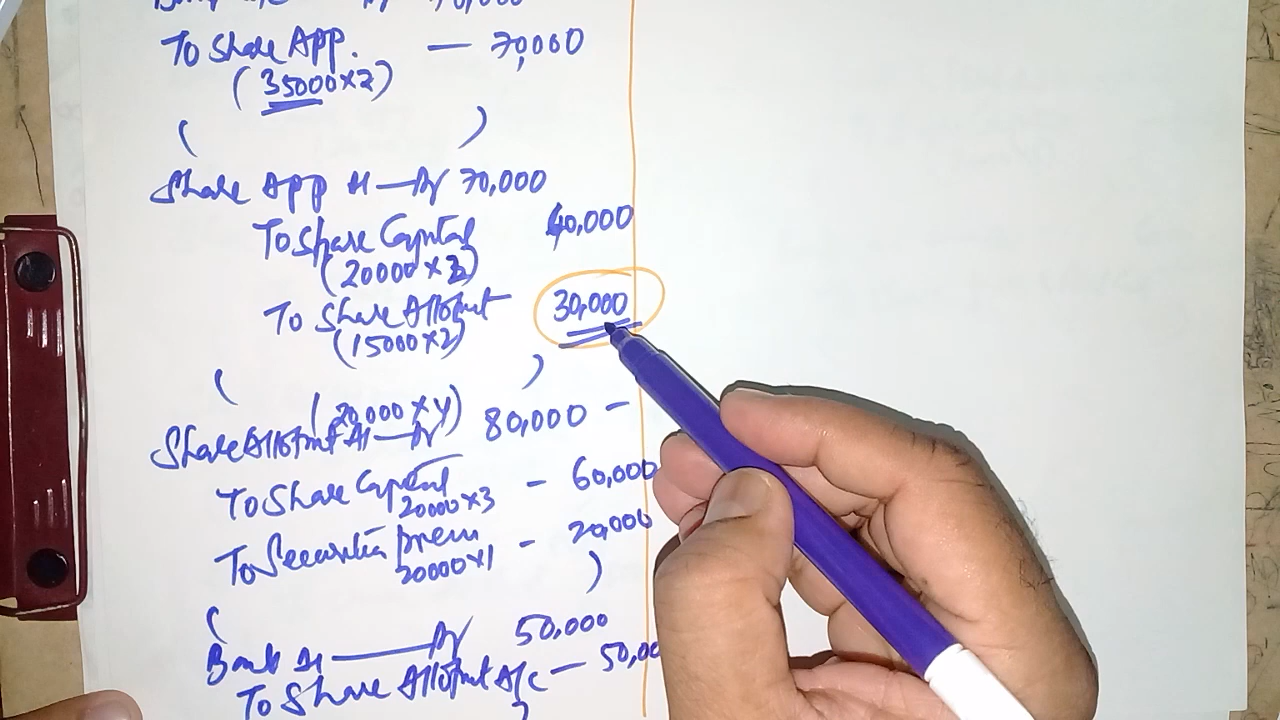 To Share App. — 70,000
(35000×2)
( )
Share App A/c — Dr 70,000
To Share Capital 40,000
(20000×2)
To Share Allotment 30,000
(15000×2)
( )
(20,000×4)
Share Allotment A/c — Dr 80,000 —
To Share Capital — 60,000
20000×3
To Securities prem — 20,000
20000×1
( )
Bank A/c — Dr 50,000
To Share Allotment A/c — 50,00